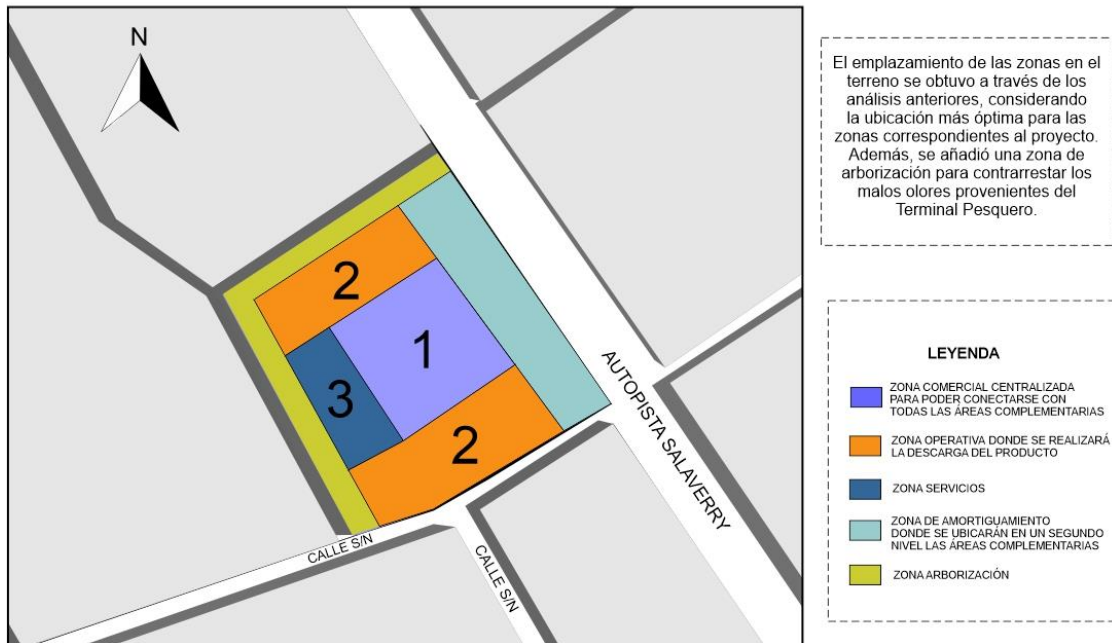 N
2
1
3
2
AUTOPISTA SALAVERRY
CALLE S/N
CALLE S/N
El emplazamiento de las zonas en el
terreno se obtuvo a través de los
análisis anteriores, considerando
la ubicación más óptima para las
zonas correspondientes al proyecto.
Además, se añadió una zona de
arborización para contrarrestar los
malos olores provenientes del
Terminal Pesquero.
LEYENDA
ZONA COMERCIAL CENTRALIZADA
PARA PODER CONECTARSE CON
TODAS LAS ÁREAS COMPLEMENTARIAS
ZONA OPERATIVA DONDE SE REALIZARÁ
LA DESCARGA DEL PRODUCTO
ZONA SERVICIOS
ZONA DE AMORTIGUAMIENTO
DONDE SE UBICARÁN EN UN SEGUNDO
NIVEL LAS ÁREAS COMPLEMENTARIAS
ZONA ARBORIZACIÓN